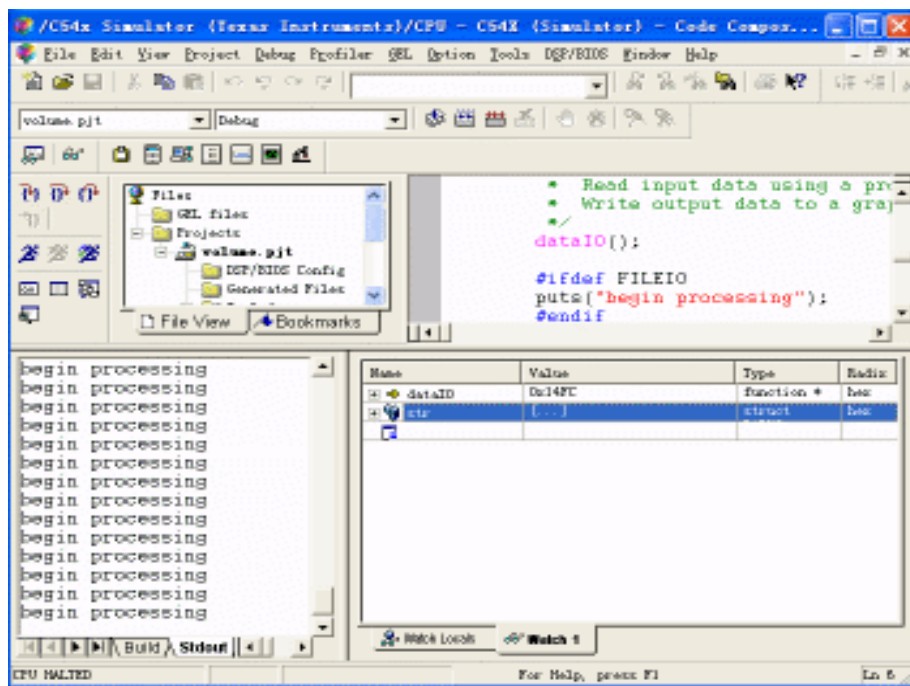 /C54x Simulator (Texas Instruments)/CPU - C54X (Simulator) - Code Compos...
File Edit View Project Debug Profiler GEL Option Tools DSP/BIOS Window Help
volume.pjt Debug
Files
GEL files
Projects
volume.pjt
DSP/BIOS Config
Generated Files
File View Bookmarks
* Read input data using a pro
* Write output data to a grap
*/
dataIO();
#ifdef FILEIO
puts("begin processing");
#endif
begin processing
begin processing
begin processing
begin processing
begin processing
begin processing
begin processing
begin processing
begin processing
begin processing
begin processing
begin processing
begin processing
begin processing
Build Stdout
Name Value Type Radix
dataIO 0x14FC function * hex
str {...} struct hex
Watch Locals Watch 1
CPU HALTED For Help, press F1 Ln 6